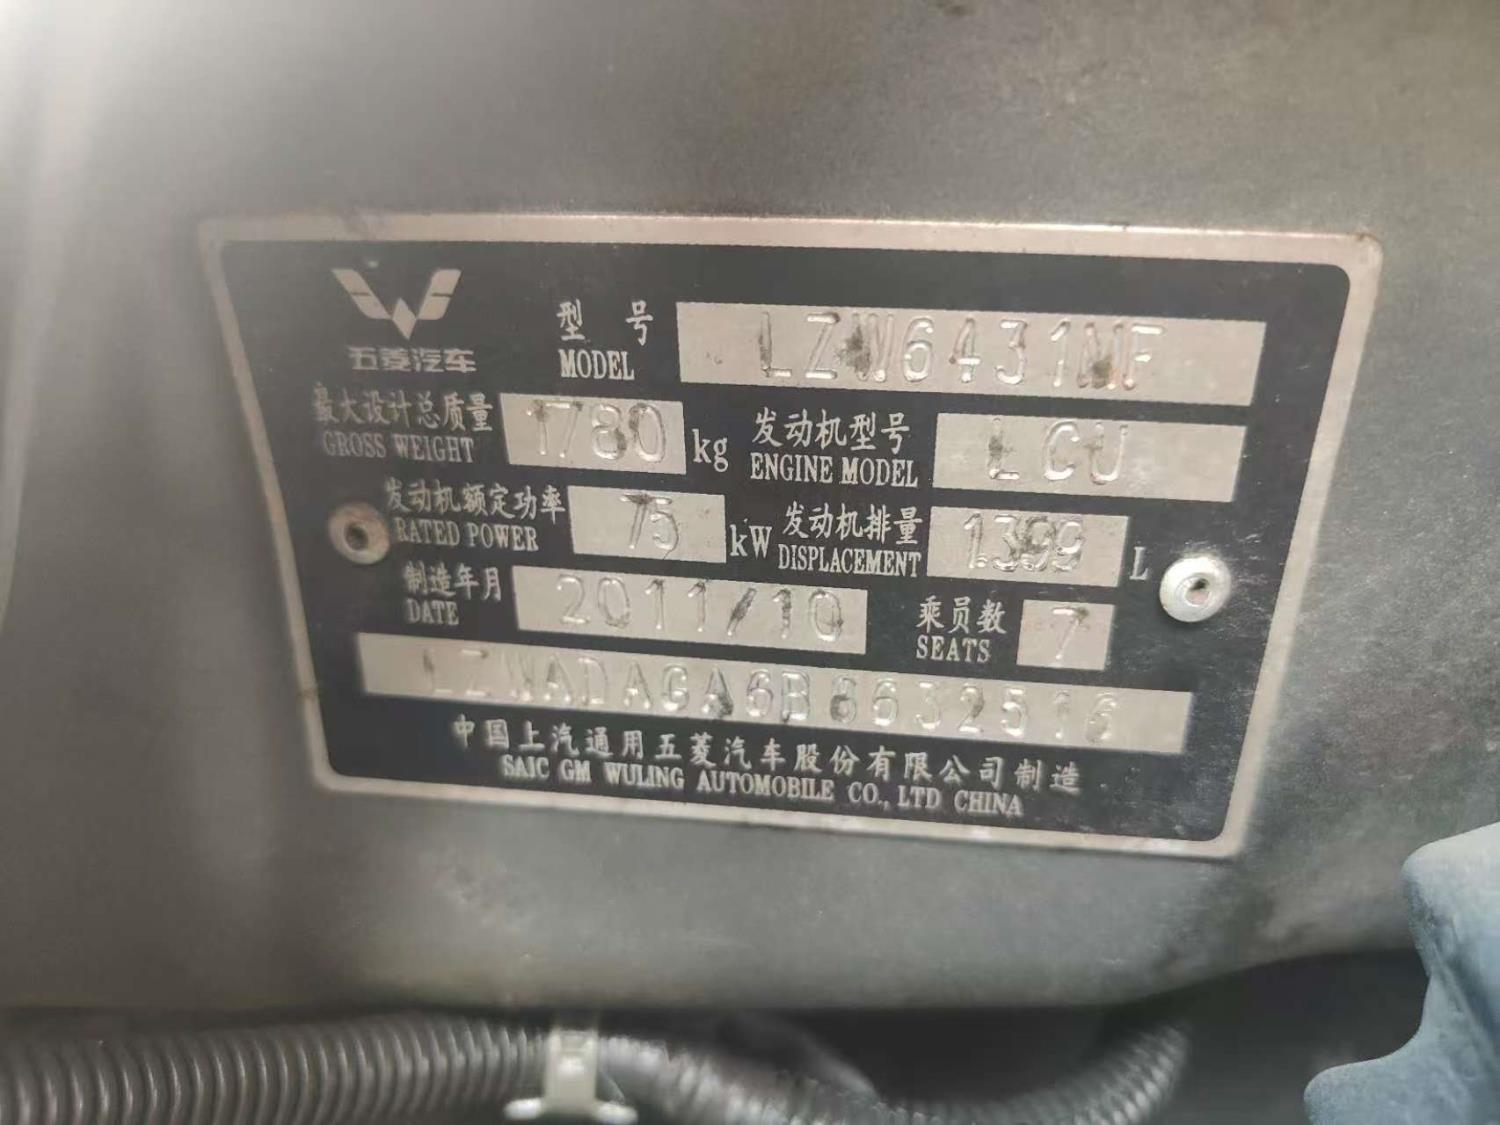 五菱汽车
型号 LZW6431MF
MODEL
最大设计总质量 1780 kg 发动机型号 LCU
GROSS WEIGHT ENGINE MODEL
发动机额定功率 75 kW 发动机排量 1.399 L
RATED POWER DISPLACEMENT
制造年月 2011/10 乘员数 7
DATE SEATS
LZWADAGA6B6632516
中国上汽通用五菱汽车股份有限公司制造
SAIC GM WULING AUTOMOBILE CO., LTD CHINA